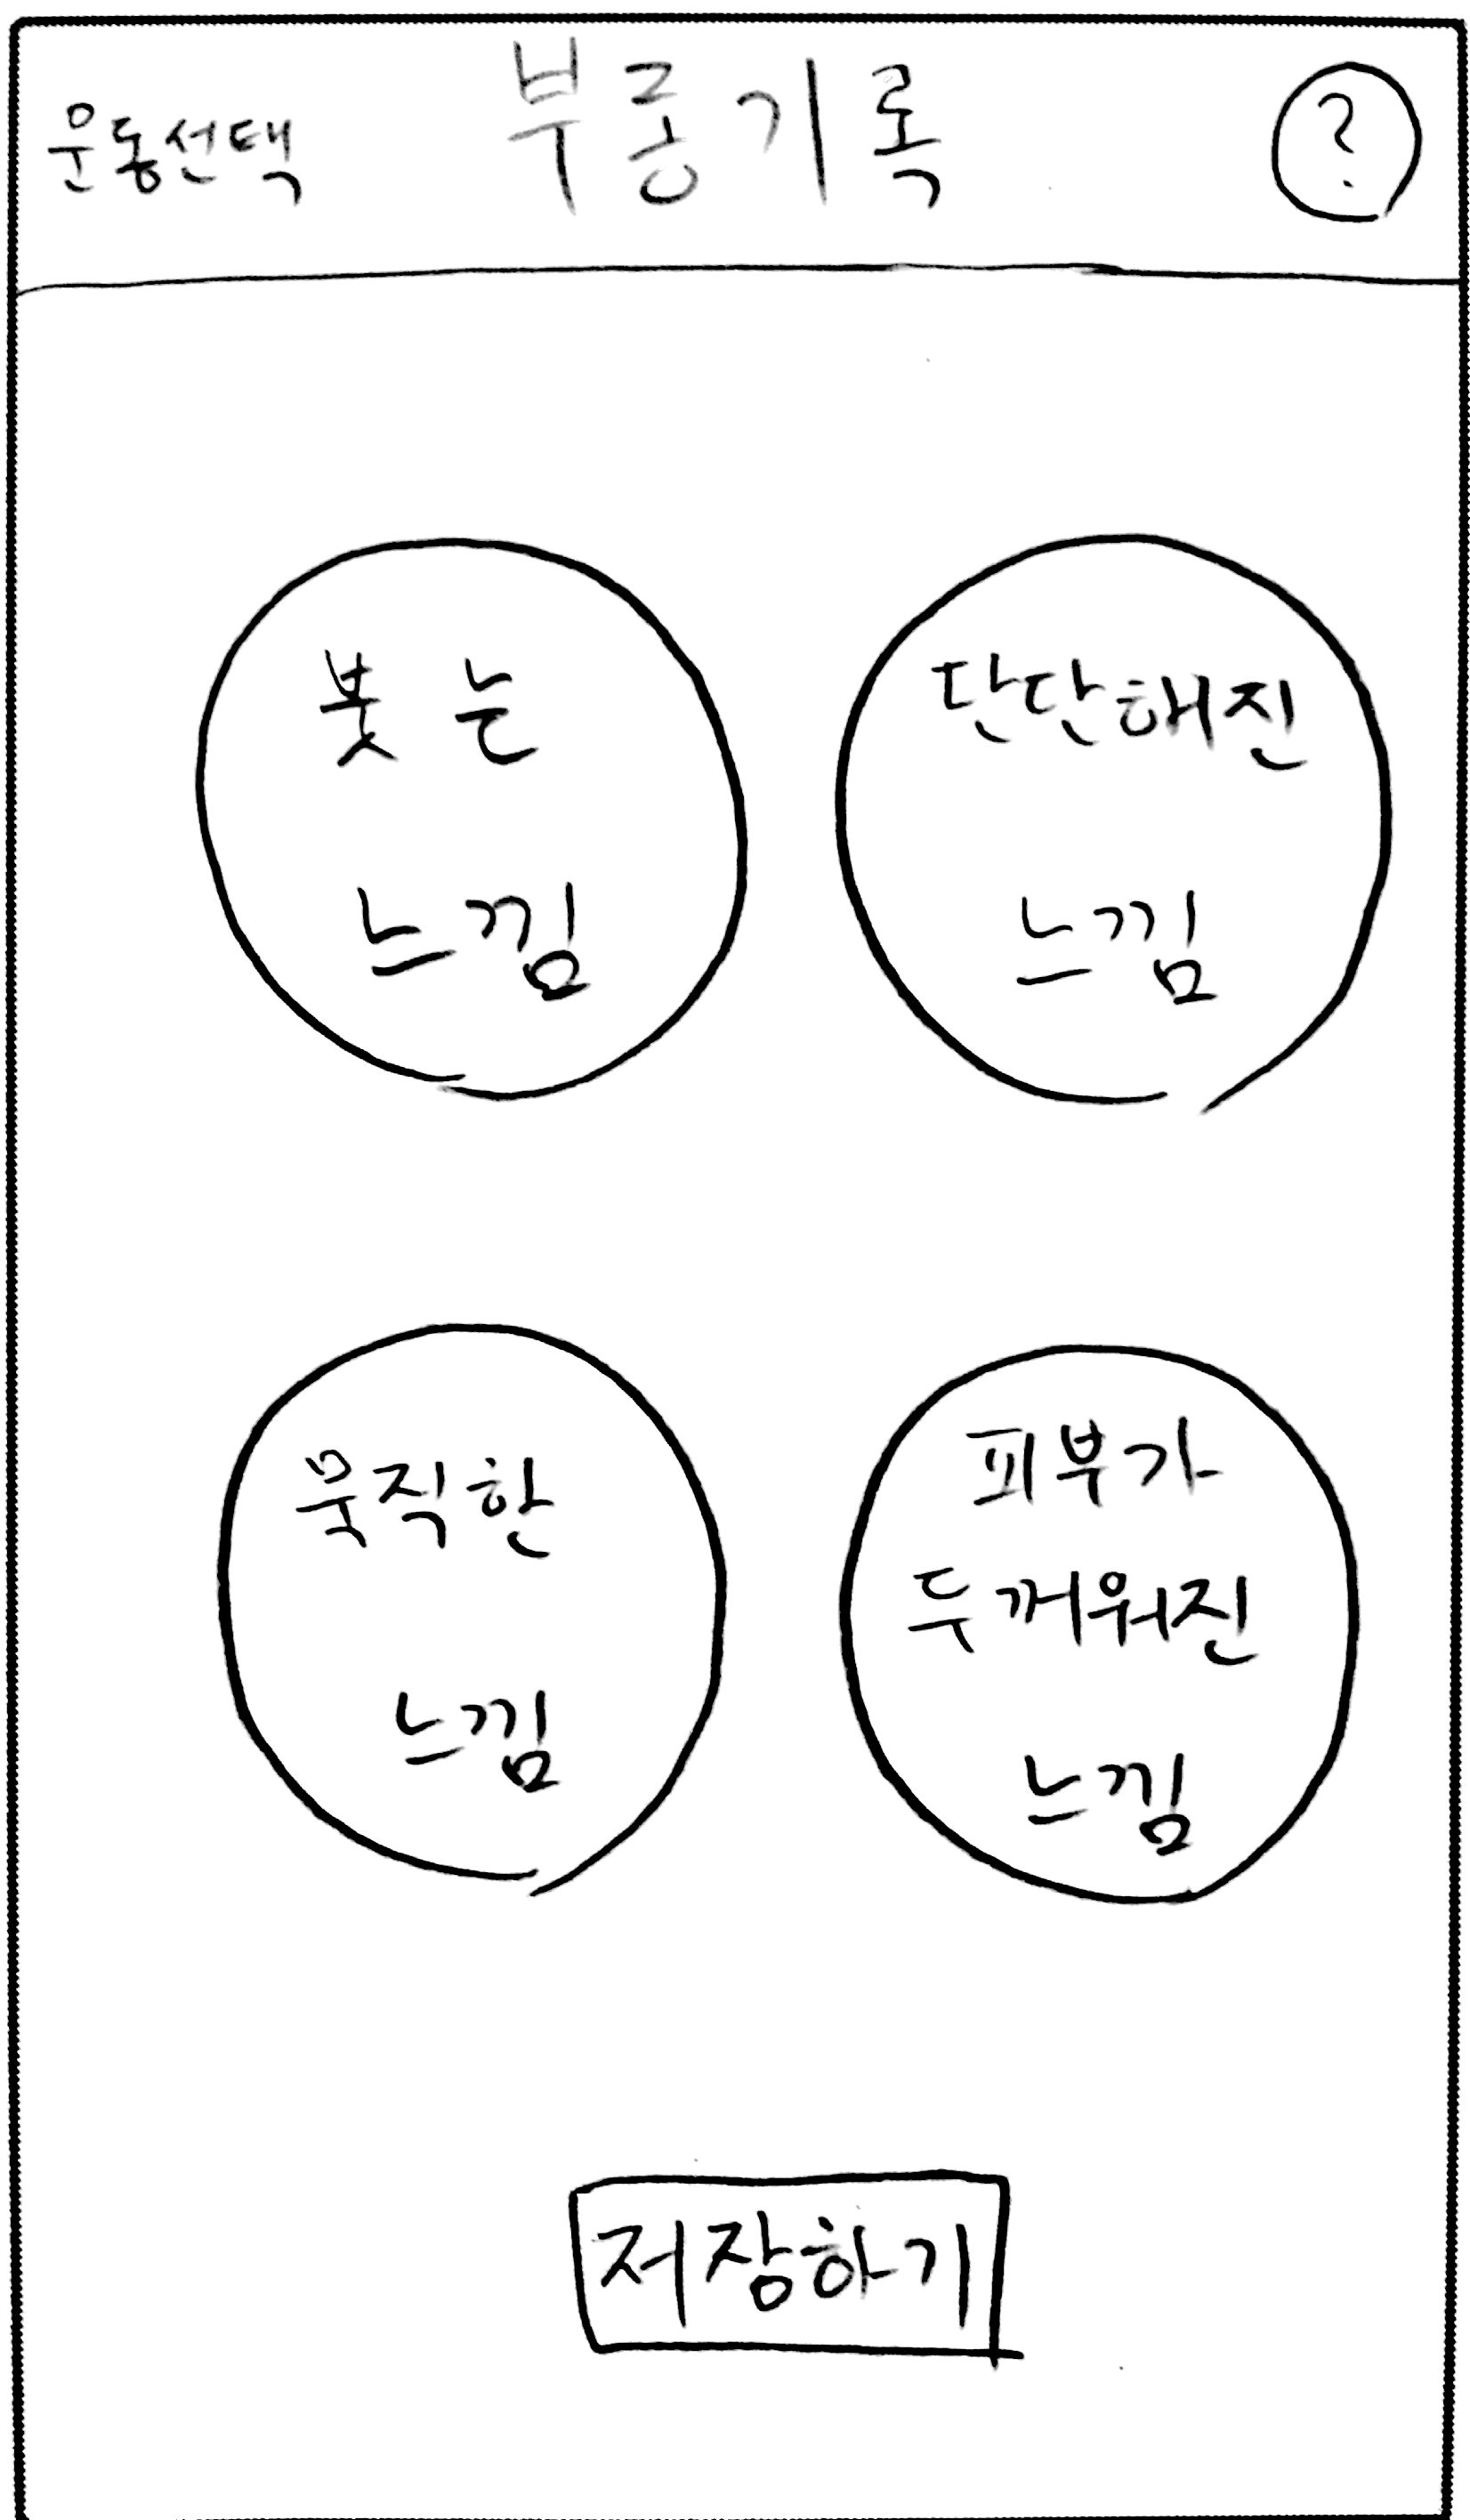 운동선택
부종기록
?
붓는
느낌
단단해진
느낌
묵직한
느낌
피부가
두꺼워진
느낌
저장하기